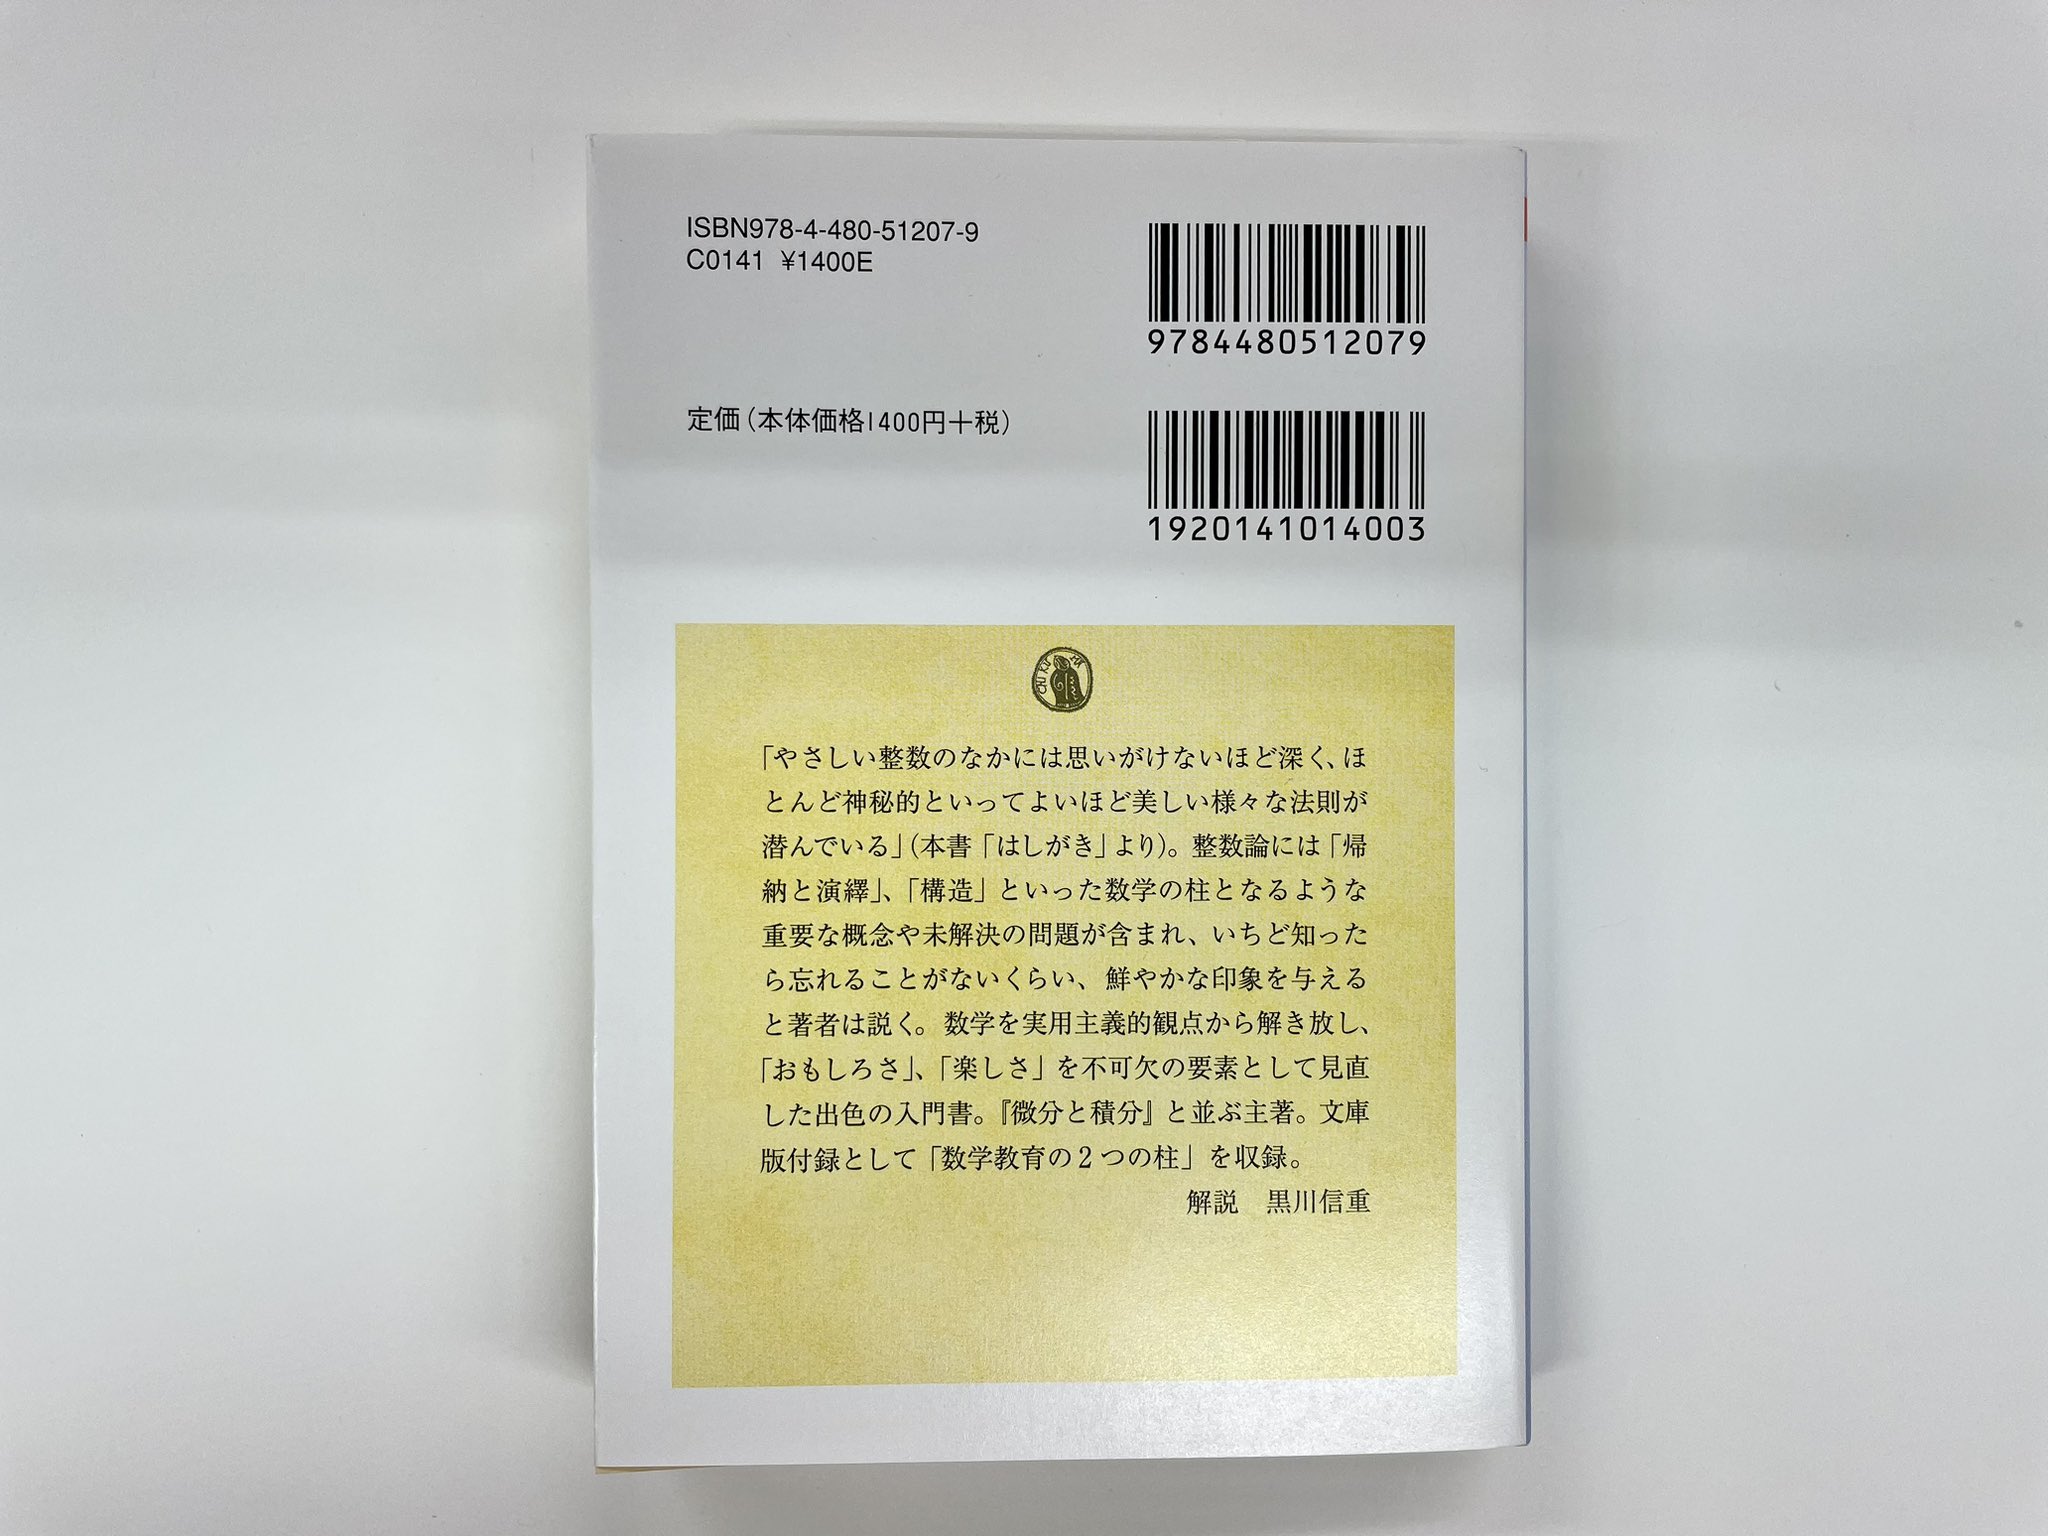 ISBN978-4-480-51207-9
C0141 ¥1400E
9784480512079
定価(本体価格1400円+税)
1920141014003
CHIKUMA
「やさしい整数のなかには思いがけないほど深く、ほ
とんど神秘的といってよいほど美しい様々な法則が
潜んでいる」(本書「はしがき」より)。整数論には「帰
納と演繹」、「構造」といった数学の柱となるような
重要な概念や未解決の問題が含まれ、いちど知った
ら忘れることがないくらい、鮮やかな印象を与える
と著者は説く。数学を実用主義的観点から解き放し、
「おもしろさ」、「楽しさ」を不可欠の要素として見直
した出色の入門書。『微分と積分』と並ぶ主著。文庫
版付録として「数学教育の2つの柱」を収録。
解説 黒川信重